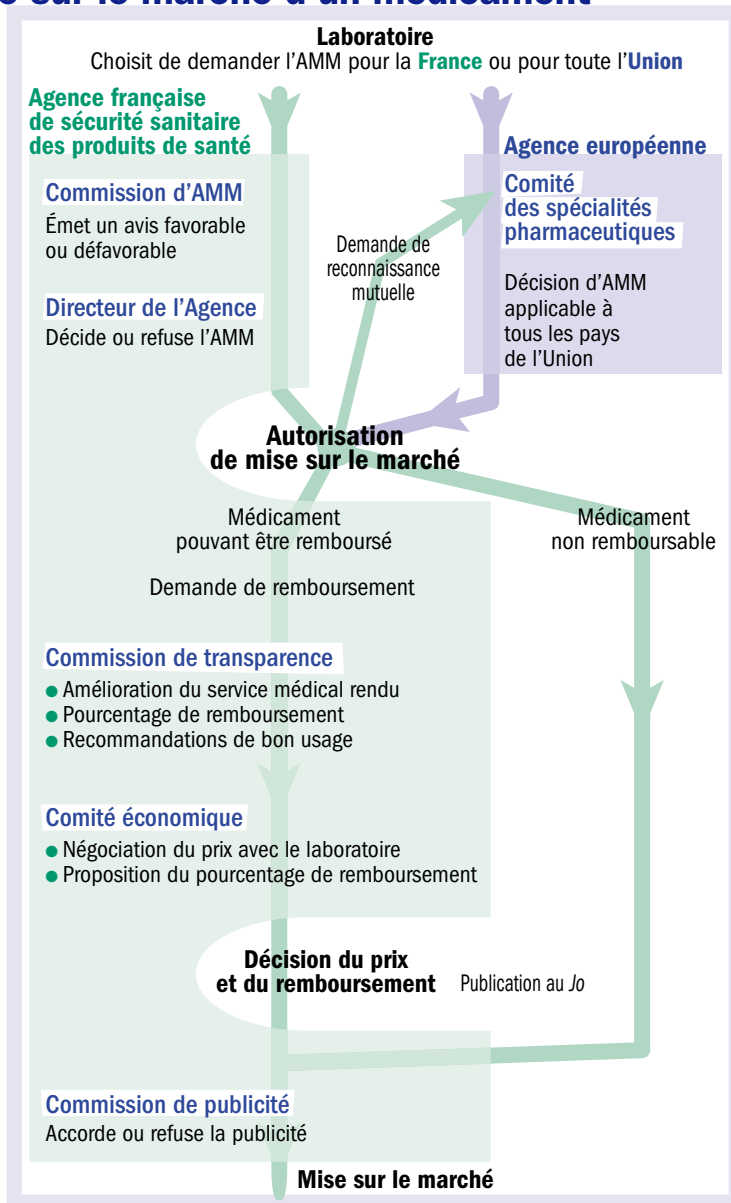 sur le marché d'un médicament
Laboratoire
Choisit de demander l’AMM pour la France ou pour toute l’Union
Agence française
de sécurité sanitaire
des produits de santé
Commission d’AMM
Émet un avis favorable
ou défavorable
Directeur de l’Agence
Décide ou refuse l’AMM
Demande de
reconnaissance
mutuelle
Agence européenne
Comité
des spécialités
pharmaceutiques
Décision d’AMM
applicable à
tous les pays
de l’Union
Autorisation
de mise sur le marché
Médicament
pouvant être remboursé
Médicament
non remboursable
Demande de remboursement
Commission de transparence
● Amélioration du service médical rendu
● Pourcentage de remboursement
● Recommandations de bon usage
Comité économique
● Négociation du prix avec le laboratoire
● Proposition du pourcentage de remboursement
Décision du prix
et du remboursement
Publication au Jo
Commission de publicité
Accorde ou refuse la publicité
Mise sur le marché